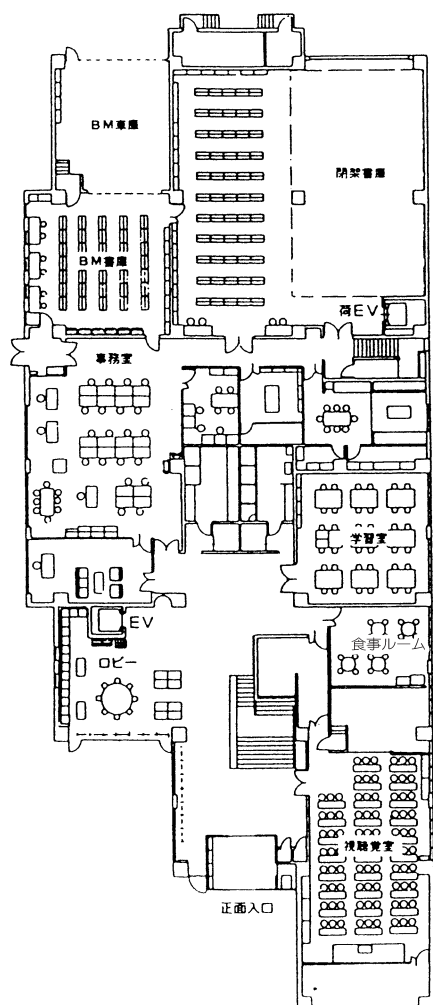 BM車庫
閉架書庫
BM書庫
荷EV
事務室
学習室
EV
食事ルーム
ロビー
視聴覚室
正面入口